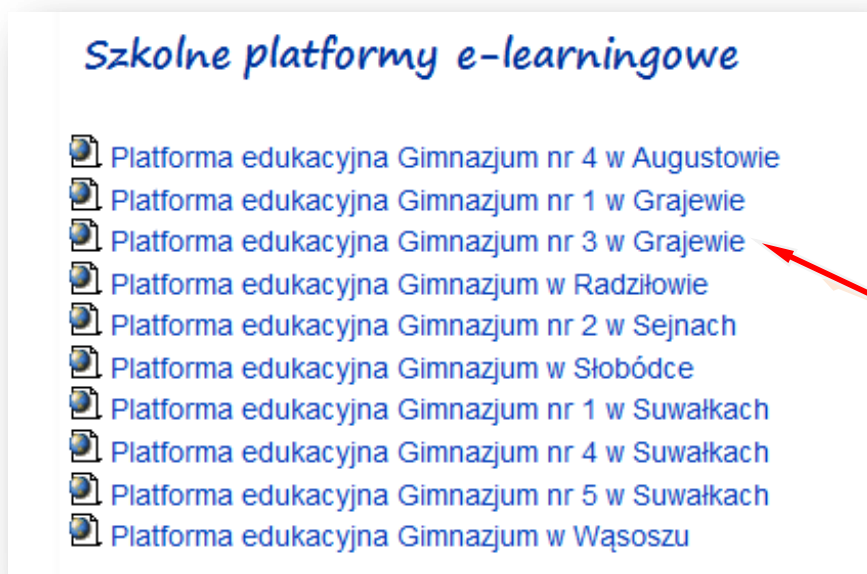 Szkolne platformy e-learningowe
Platforma edukacyjna Gimnazjum nr 4 w Augustowie
Platforma edukacyjna Gimnazjum nr 1 w Grajewie
Platforma edukacyjna Gimnazjum nr 3 w Grajewie
Platforma edukacyjna Gimnazjum w Radziłowie
Platforma edukacyjna Gimnazjum nr 2 w Sejnach
Platforma edukacyjna Gimnazjum w Słobódce
Platforma edukacyjna Gimnazjum nr 1 w Suwałkach
Platforma edukacyjna Gimnazjum nr 4 w Suwałkach
Platforma edukacyjna Gimnazjum nr 5 w Suwałkach
Platforma edukacyjna Gimnazjum w Wąsoszu